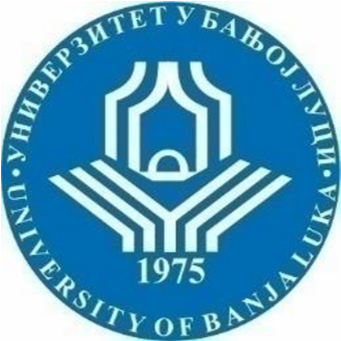 • УНИВЕРЗИТЕТ У БАЊОЈ ЛУЦИ •
1975
UNIVERSITY OF BANJA LUKA